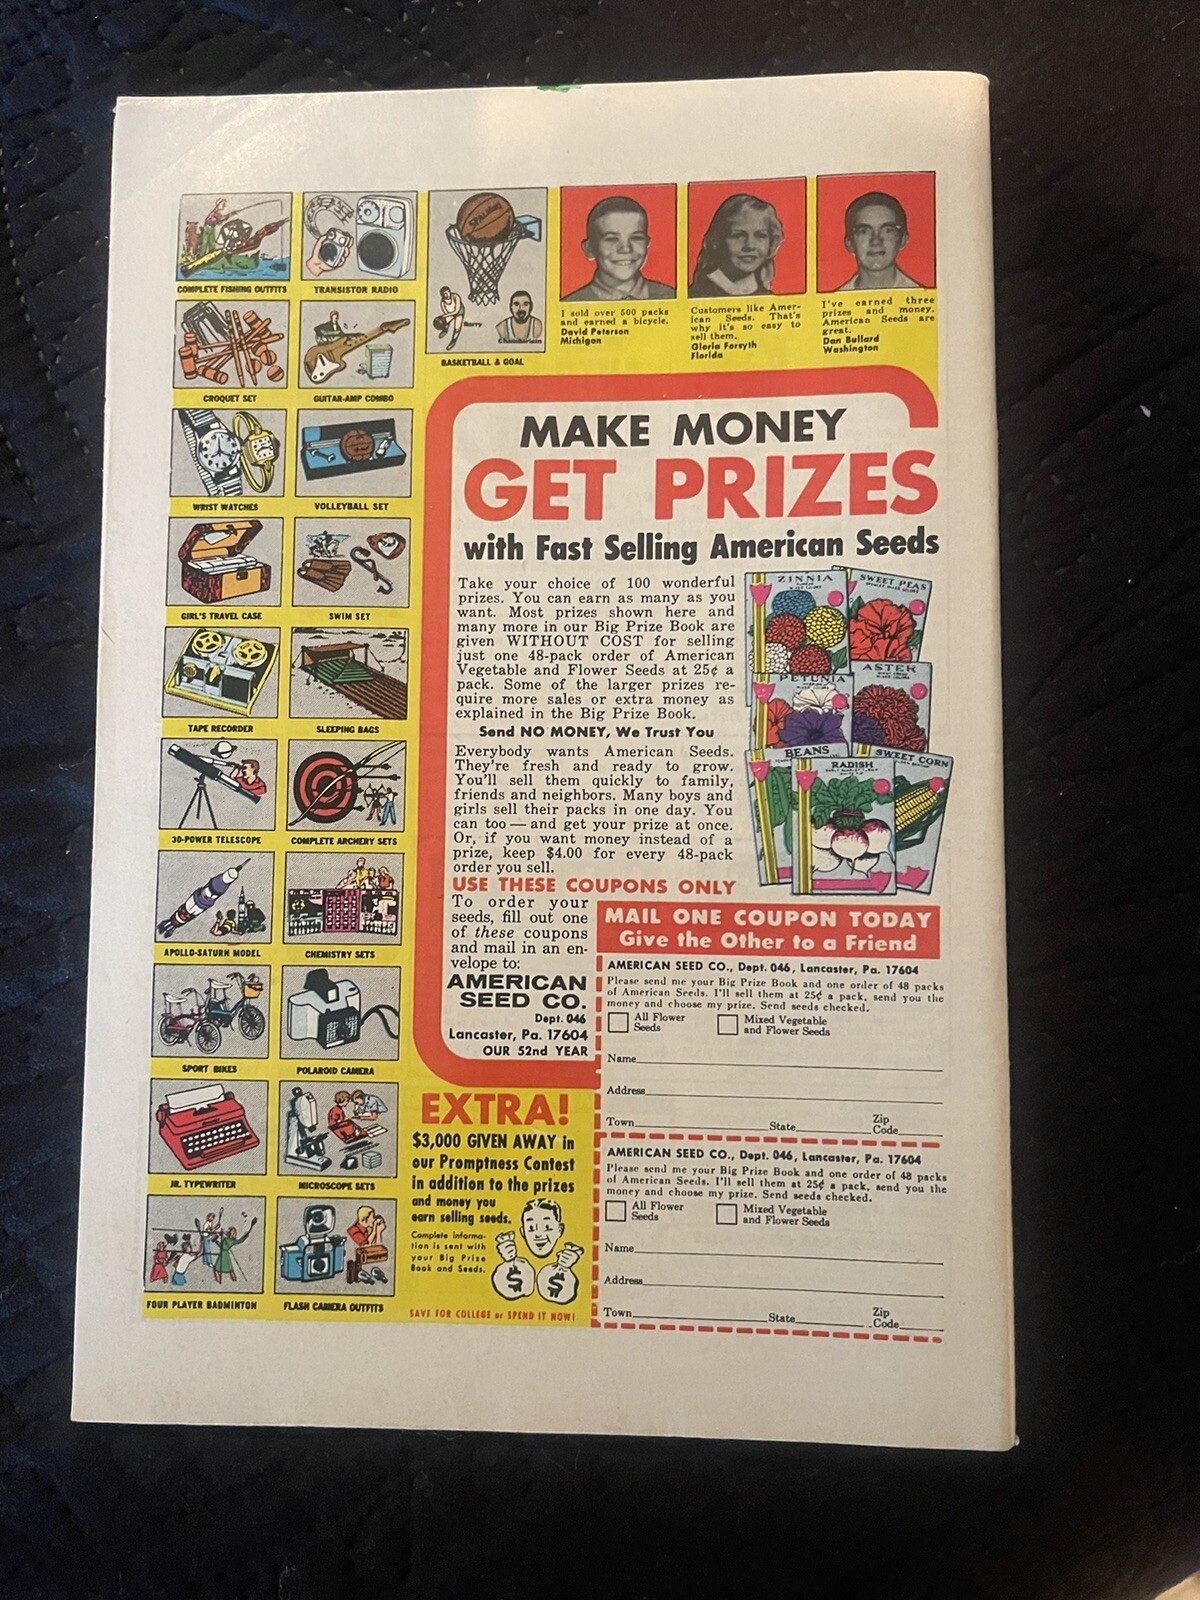 COMPLETE FISHING OUTFITS
TRANSISTOR RADIO
SPALDING
Barry
BASKETBALL & GOAL
CROQUET SET
GUITAR-AMP COMBO
WRIST WATCHES
VOLLEYBALL SET
GIRL'S TRAVEL CASE
SWIM SET
TAPE RECORDER
SLEEPING BAGS
30-POWER TELESCOPE
COMPLETE ARCHERY SETS
APOLLO-SATURN MODEL
CHEMISTRY SETS
SPORT BIKES
POLAROID CAMERA
JR. TYPEWRITER
MICROSCOPE SETS
FOUR PLAYER BADMINTON
FLASH CAMERA OUTFITS
I sold over 500 packs
and earned a bicycle.
David Peterson
Michigan
Customers like Amer-
ican Seeds. That's
why it's so easy to
sell them.
Gloria Forsyth
Florida
I've earned three
prizes and money.
American Seeds are
great.
Dan Bullard
Washington
MAKE MONEY
GET PRIZES
with Fast Selling American Seeds
Take your choice of 100 wonderful
prizes. You can earn as many as you
want. Most prizes shown here and
many more in our Big Prize Book are
given WITHOUT COST for selling
just one 48-pack order of American
Vegetable and Flower Seeds at 25¢ a
pack. Some of the larger prizes re-
quire more sales or extra money as
explained in the Big Prize Book.
Send NO MONEY, We Trust You
Everybody wants American Seeds.
They're fresh and ready to grow.
You'll sell them quickly to family,
friends and neighbors. Many boys and
girls sell their packs in one day. You
can too — and get your prize at once.
Or, if you want money instead of a
prize, keep $4.00 for every 48-pack
order you sell.
USE THESE COUPONS ONLY
To order your
seeds, fill out one
of these coupons
and mail in an en-
velope to:
AMERICAN
SEED CO.
Dept. 046
Lancaster, Pa. 17604
OUR 52nd YEAR
ZINNIA
SWEET PEAS
PETUNIA
ASTER
BEANS
RADISH
SWEET CORN
MAIL ONE COUPON TODAY
Give the Other to a Friend
AMERICAN SEED CO., Dept. 046, Lancaster, Pa. 17604
Please send me your Big Prize Book and one order of 48 packs
of American Seeds. I'll sell them at 25¢ a pack, send you the
money and choose my prize. Send seeds checked.
All Flower
Seeds
Mixed Vegetable
and Flower Seeds
Name
Address
Town State Zip Code
AMERICAN SEED CO., Dept. 046, Lancaster, Pa. 17604
Please send me your Big Prize Book and one order of 48 packs
of American Seeds. I'll sell them at 25¢ a pack, send you the
money and choose my prize. Send seeds checked.
All Flower
Seeds
Mixed Vegetable
and Flower Seeds
Name
Address
Town State Zip Code
EXTRA!
$3,000 GIVEN AWAY in
our Promptness Contest
in addition to the prizes
and money you
earn selling seeds.
Complete informa-
tion is sent with
your Big Prize
Book and Seeds.
$ $
SAVE FOR COLLEGE or SPEND IT NOW!